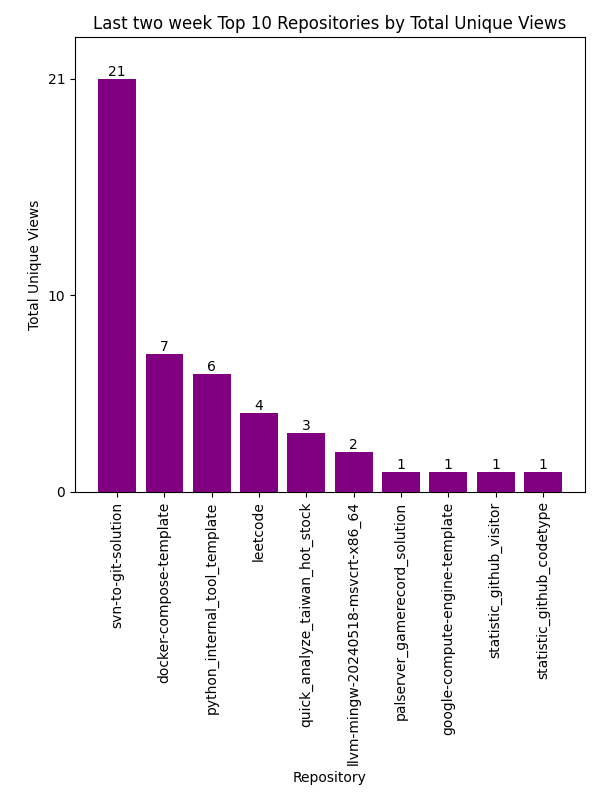 Last two week Top 10 Repositories by Total Unique Views
Total Unique Views
21
10
0
21
7
6
4
3
2
1
1
1
1
svn-to-git-solution
docker-compose-template
python_internal_tool_template
leetcode
quick_analyze_taiwan_hot_stock
llvm-mingw-20240518-msvcrt-x86_64
palserver_gamerecord_solution
google-compute-engine-template
statistic_github_visitor
statistic_github_codetype
Repository